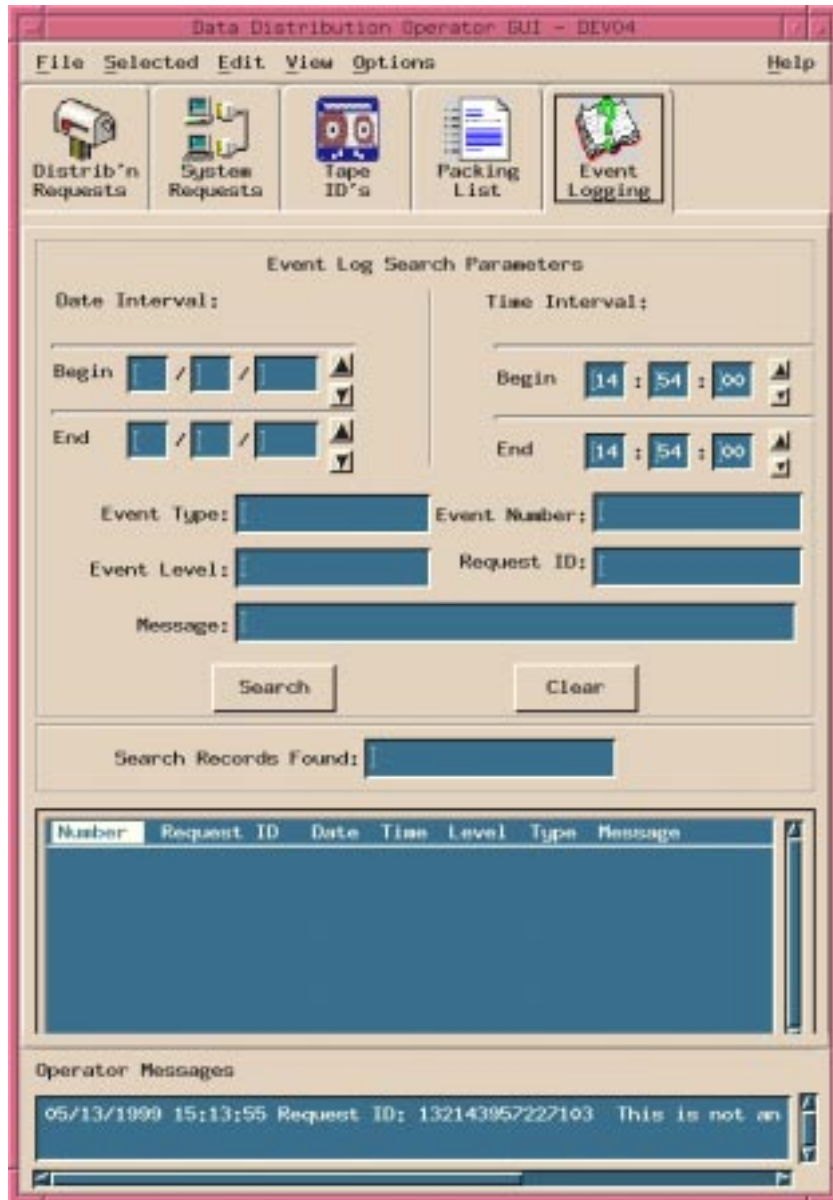 Data Distribution Operator GUI - DEV04
File Selected Edit View Options Help
Distrib'n Requests
System Requests
Tape ID's
Packing List
Event Logging
Event Log Search Parameters
Date Interval: Time Interval:
Begin / / Begin 14 : 54 : 00
End / / End 14 : 54 : 00
Event Type: Event Number:
Event Level: Request ID:
Message:
Search Clear
Search Records Found:
Number Request ID Date Time Level Type Message
Operator Messages
05/13/1999 15:13:55 Request ID: 132143957227103 This is not an